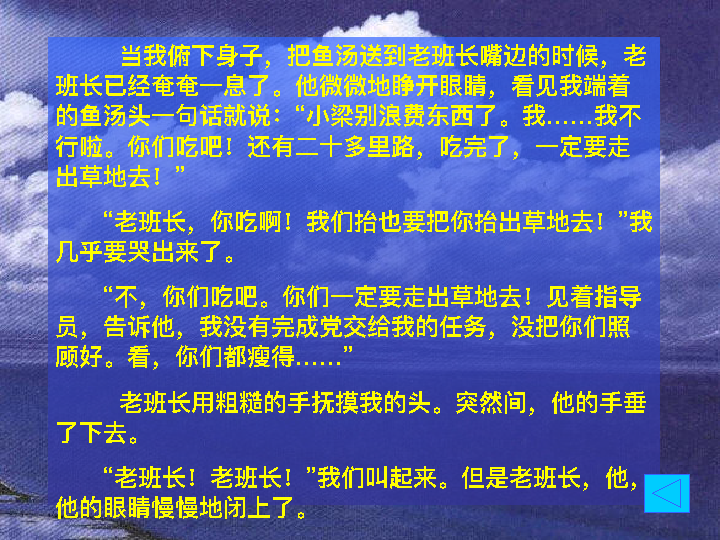 当我俯下身子，把鱼汤送到老班长嘴边的时候，老
班长已经奄奄一息了。他微微地睁开眼睛，看见我端着
的鱼汤头一句话就说：“小梁别浪费东西了。我……我不
行啦。你们吃吧！还有二十多里路，吃完了，一定要走
出草地去！”
“老班长，你吃啊！我们抬也要把你抬出草地去！”我
几乎要哭出来了。
“不，你们吃吧。你们一定要走出草地去！见着指导
员，告诉他，我没有完成党交给我的任务，没把你们照
顾好。看，你们都瘦得……”
老班长用粗糙的手抚摸我的头。突然间，他的手垂
了下去。
“老班长！老班长！”我们叫起来。但是老班长，他，
他的眼睛慢慢地闭上了。